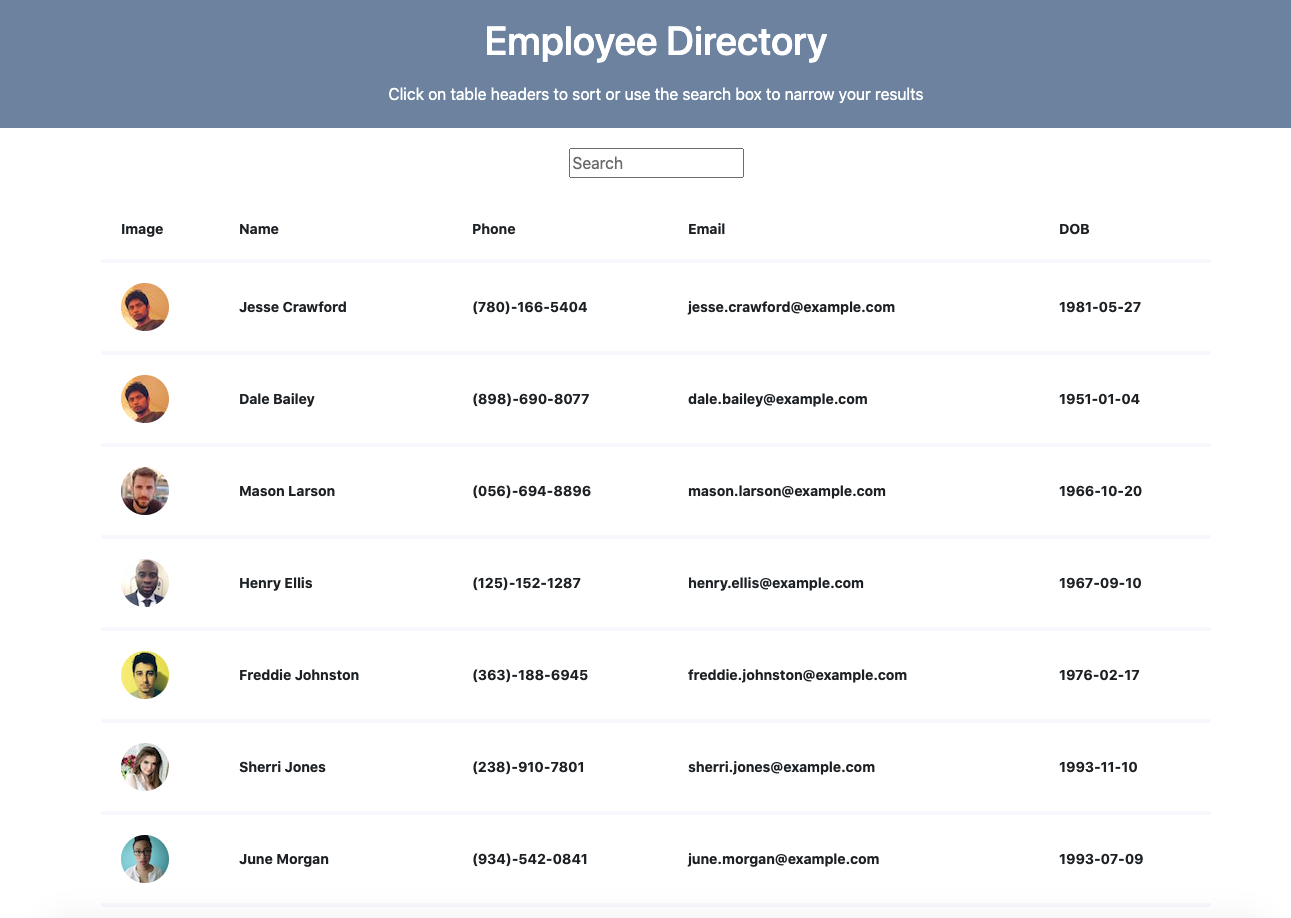 Employee Directory
Click on table headers to sort or use the search box to narrow your results
Search
Image Name Phone Email DOB
Jesse Crawford (780)-166-5404 jesse.crawford@example.com 1981-05-27
Dale Bailey (898)-690-8077 dale.bailey@example.com 1951-01-04
Mason Larson (056)-694-8896 mason.larson@example.com 1966-10-20
Henry Ellis (125)-152-1287 henry.ellis@example.com 1967-09-10
Freddie Johnston (363)-188-6945 freddie.johnston@example.com 1976-02-17
Sherri Jones (238)-910-7801 sherri.jones@example.com 1993-11-10
June Morgan (934)-542-0841 june.morgan@example.com 1993-07-09